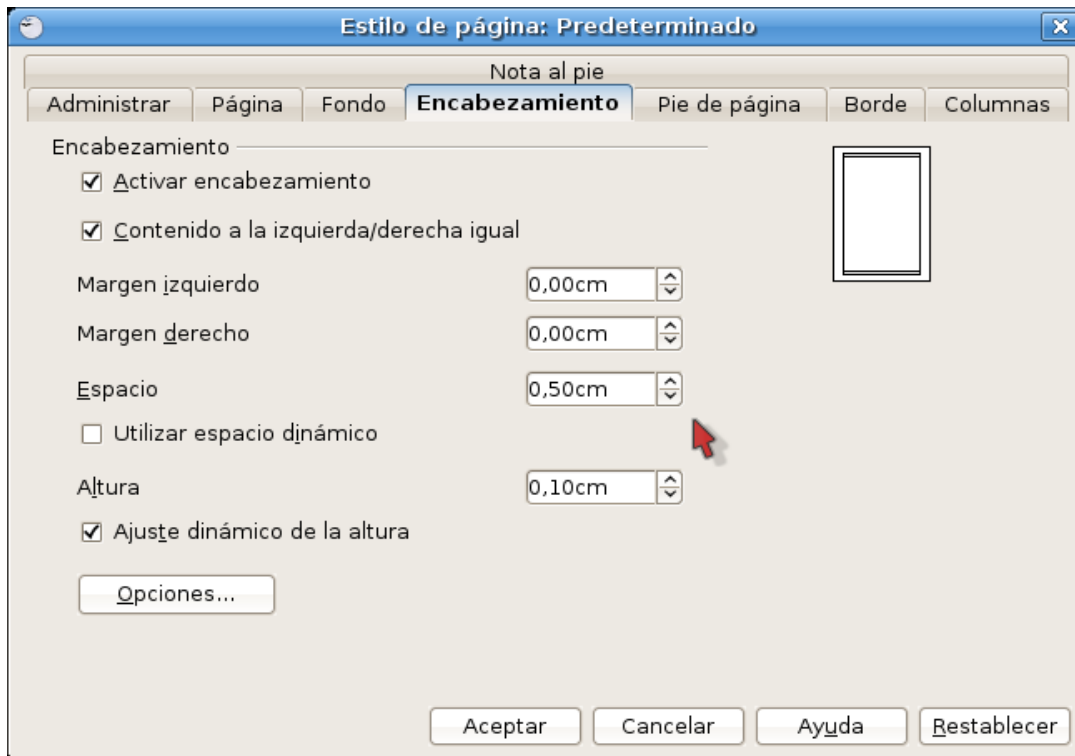 Estilo de página: Predeterminado
Nota al pie
Administrar Página Fondo Encabezamiento Pie de página Borde Columnas
Encabezamiento
Activar encabezamiento
Contenido a la izquierda/derecha igual
Margen izquierdo 0,00cm
Margen derecho 0,00cm
Espacio 0,50cm
Utilizar espacio dinámico
Altura 0,10cm
Ajuste dinámico de la altura
Opciones...
Aceptar Cancelar Ayuda Restablecer